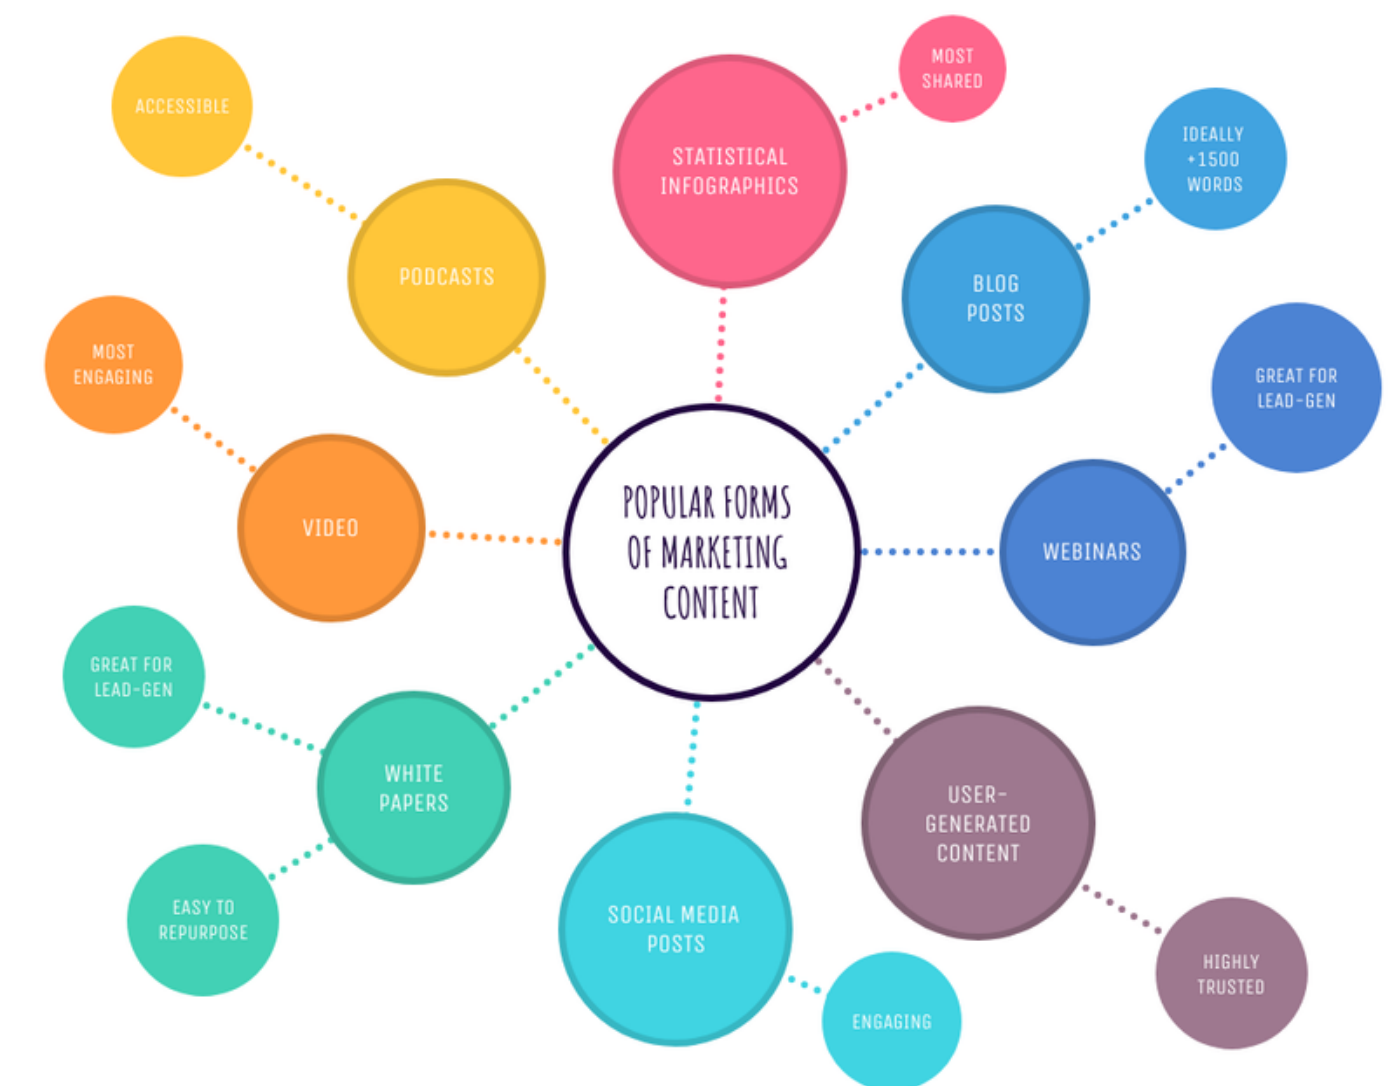 POPULAR FORMS
OF MARKETING
CONTENT
STATISTICAL
INFOGRAPHICS
MOST
SHARED
BLOG
POSTS
IDEALLY
+1500
WORDS
WEBINARS
GREAT FOR
LEAD-GEN
USER-
GENERATED
CONTENT
HIGHLY
TRUSTED
SOCIAL MEDIA
POSTS
ENGAGING
WHITE
PAPERS
EASY TO
REPURPOSE
GREAT FOR
LEAD-GEN
VIDEO
MOST
ENGAGING
PODCASTS
ACCESSIBLE